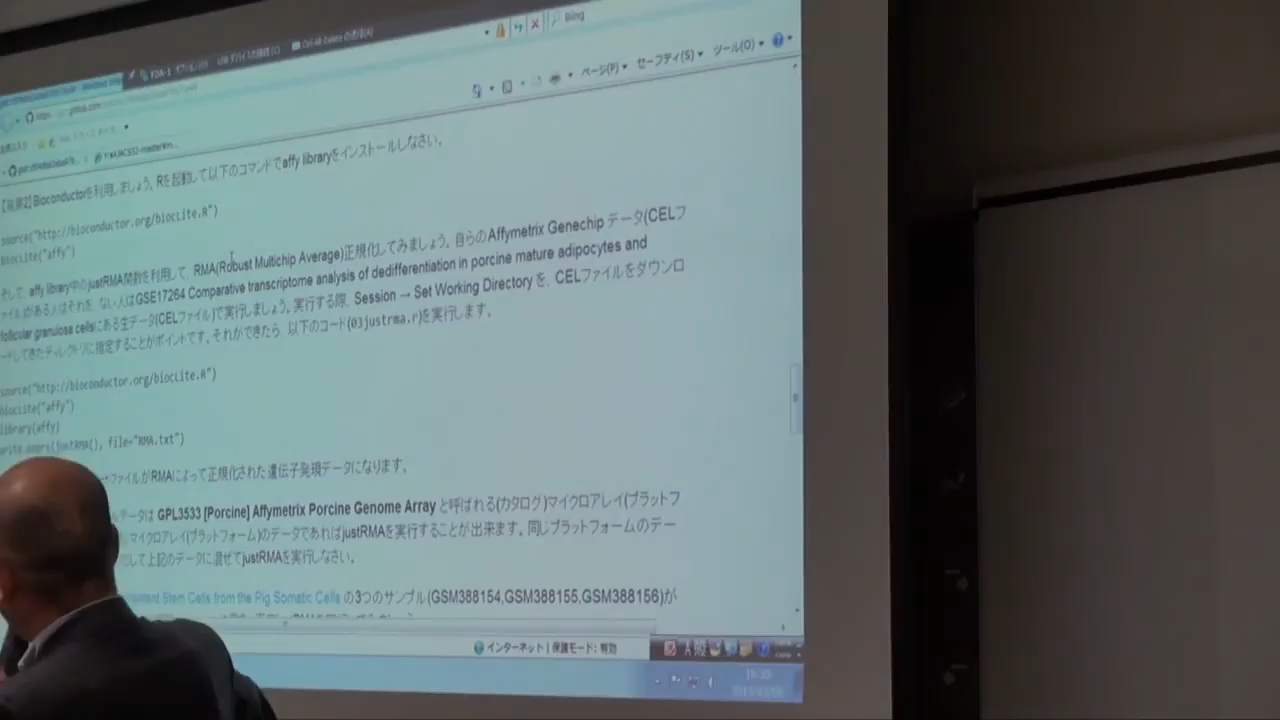 Bing
ページ(P)
セーフティ(S)
ツール(O)
github.com
【発展2】Bioconductorを利用しましょう。Rを起動して以下のコマンドでaffy libraryをインストールしなさい。
source("http://bioconductor.org/biocLite.R")
biocLite("affy")
そして、affy library中のjustRMA関数を利用して、RMA(Robust Multichip Average)正規化してみましょう。自らのAffymetrix Genechip データ(CELフ
ァイル)がある人はそれを、ない人はGSE17264 Comparative transcriptome analysis of dedifferentiation in porcine mature adipocytes and
follicular granulosa cellsにある生データ(CELファイル)で実行しましょう。実行する際、Session → Set Working Directory を、CELファイルをダウンロ
ードしてきたディレクトリに指定することがポイントです。それができたら、以下のコード(03justrma.r)を実行します。
source("http://bioconductor.org/biocLite.R")
biocLite("affy")
library(affy)
write.exprs(justRMA(), file="RMA.txt")
ファイルがRMAによって正規化された遺伝子発現データになります。
データは GPL3533 [Porcine] Affymetrix Porcine Genome Array と呼ばれる(カタログ)マイクロアレイ(プラットフ
マイクロアレイ(プラットフォーム)のデータであればjustRMAを実行することが出来ます。同じプラットフォームのデー
して上記のデータに混ぜてjustRMAを実行しなさい。
Stem Cells from the Pig Somatic Cells の3つのサンプル(GSM388154,GSM388155,GSM388156)が
インターネット | 保護モード: 有効